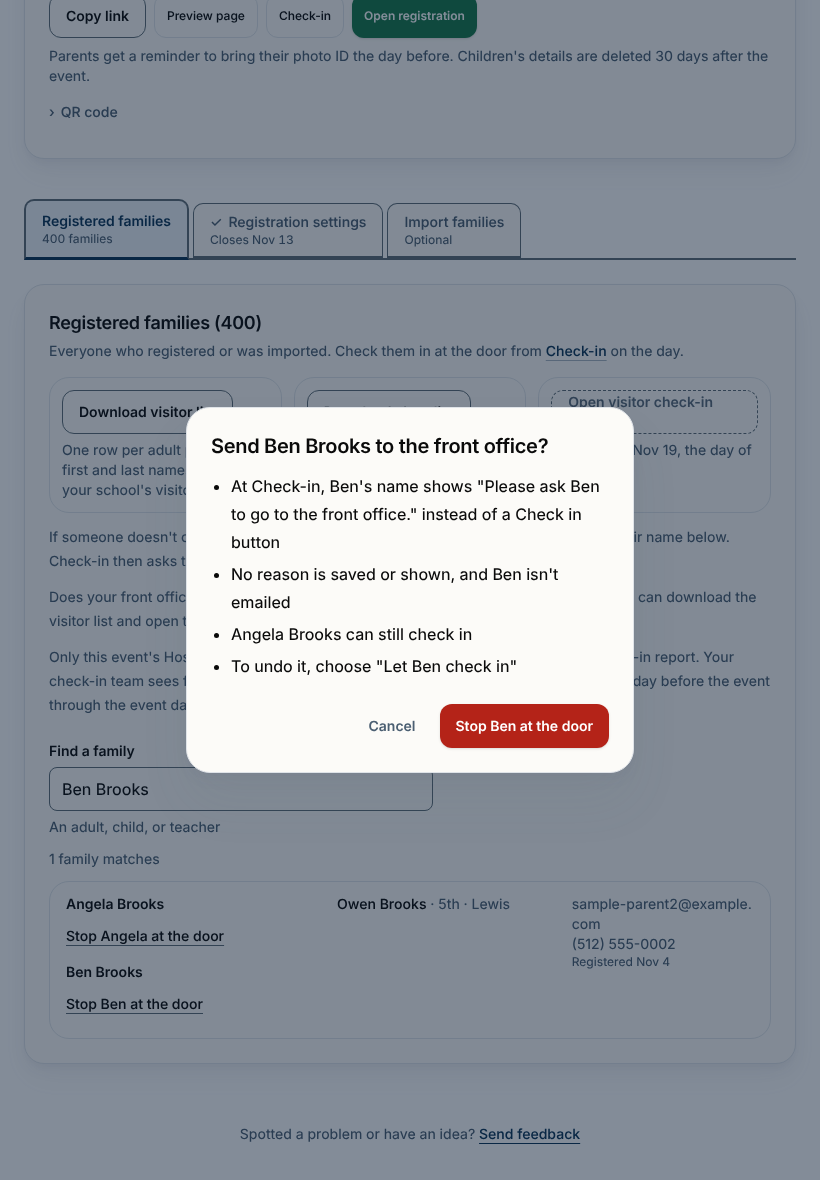 Copy link
Preview page
Check-in
Open registration
Parents get a reminder to bring their photo ID the day before. Children's details are deleted 30 days after the
event.
› QR code
Registered families
400 families
✓ Registration settings
Closes Nov 13
Import families
Optional
Registered families (400)
Everyone who registered or was imported. Check them in at the door from Check-in on the day.
Download visitor
Open visitor check-in
One row per adult
first and last name
your school's
Nov 19, the day of
If someone doesn't
ir name below.
Check-in then asks
Does your front
can download the
visitor list and open
Only this event's
-in report. Your
check-in team sees
day before the event
through the event
Send Ben Brooks to the front office?
• At Check-in, Ben's name shows "Please ask Ben
to go to the front office." instead of a Check in
button
• No reason is saved or shown, and Ben isn't
emailed
• Angela Brooks can still check in
• To undo it, choose "Let Ben check in"
Cancel
Stop Ben at the door
Find a family
Ben Brooks
An adult, child, or teacher
1 family matches
Angela Brooks
Stop Angela at the door
Ben Brooks
Stop Ben at the door
Owen Brooks · 5th · Lewis
sample-parent2@example.
com
(512) 555-0002
Registered Nov 4
Spotted a problem or have an idea? Send feedback